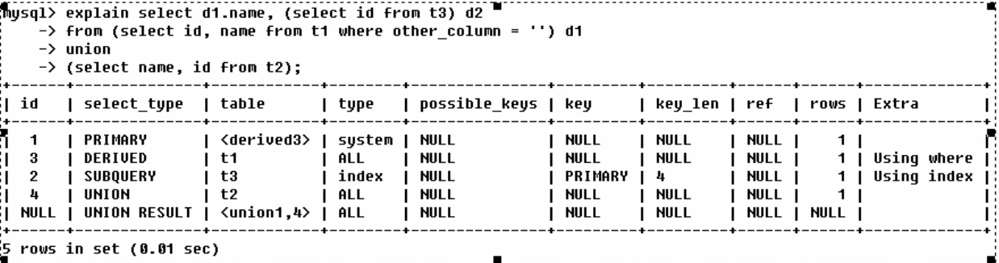 mysql> explain select d1.name, (select id from t3) d2
    -> from (select id, name from t1 where other_column = '') d1
    -> union
    -> (select name, id from t2);
+------+--------------+------------+--------+---------------+---------+---------+------+------+-------------+
| id   | select_type  | table      | type   | possible_keys | key     | key_len | ref  | rows | Extra       |
+------+--------------+------------+--------+---------------+---------+---------+------+------+-------------+
|  1   | PRIMARY      | <derived3> | system | NULL          | NULL    | NULL    | NULL |    1 |             |
|  3   | DERIVED      | t1         | ALL    | NULL          | NULL    | NULL    | NULL |    1 | Using where |
|  2   | SUBQUERY     | t3         | index  | NULL          | PRIMARY | 4       | NULL |    1 | Using index |
|  4   | UNION        | t2         | ALL    | NULL          | NULL    | NULL    | NULL |    1 |             |
| NULL | UNION RESULT | <union1,4> | ALL    | NULL          | NULL    | NULL    | NULL | NULL |             |
+------+--------------+------------+--------+---------------+---------+---------+------+------+-------------+
5 rows in set (0.01 sec)